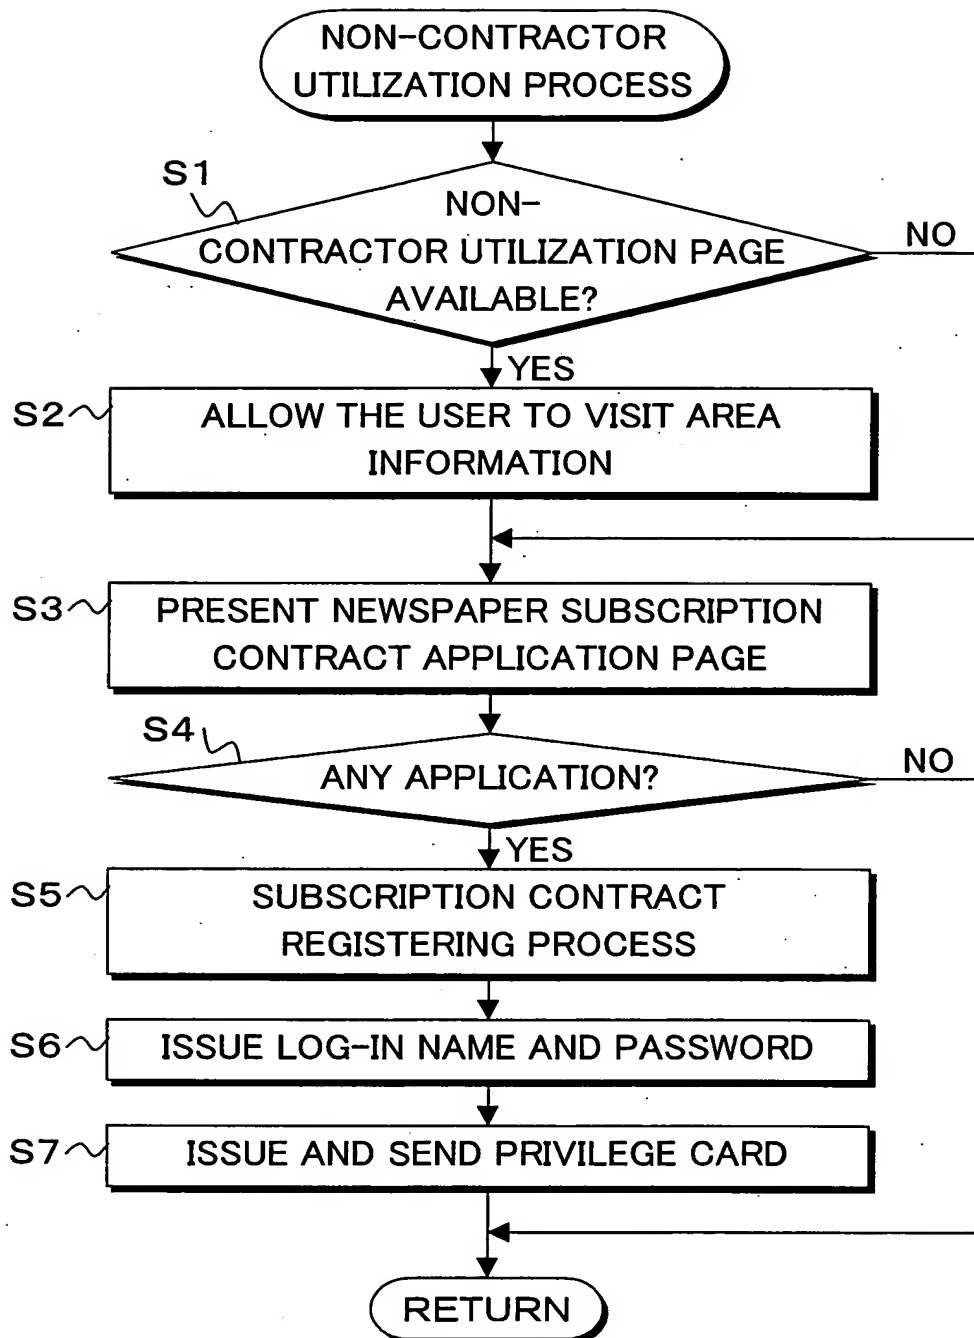 NON-CONTRACTOR
UTILIZATION PROCESS
S1
NON-
CONTRACTOR UTILIZATION PAGE
AVAILABLE?
NO
YES
S2
ALLOW THE USER TO VISIT AREA
INFORMATION
S3
PRESENT NEWSPAPER SUBSCRIPTION
CONTRACT APPLICATION PAGE
S4
ANY APPLICATION?
NO
YES
S5
SUBSCRIPTION CONTRACT
REGISTERING PROCESS
S6
ISSUE LOG-IN NAME AND PASSWORD
S7
ISSUE AND SEND PRIVILEGE CARD
RETURN